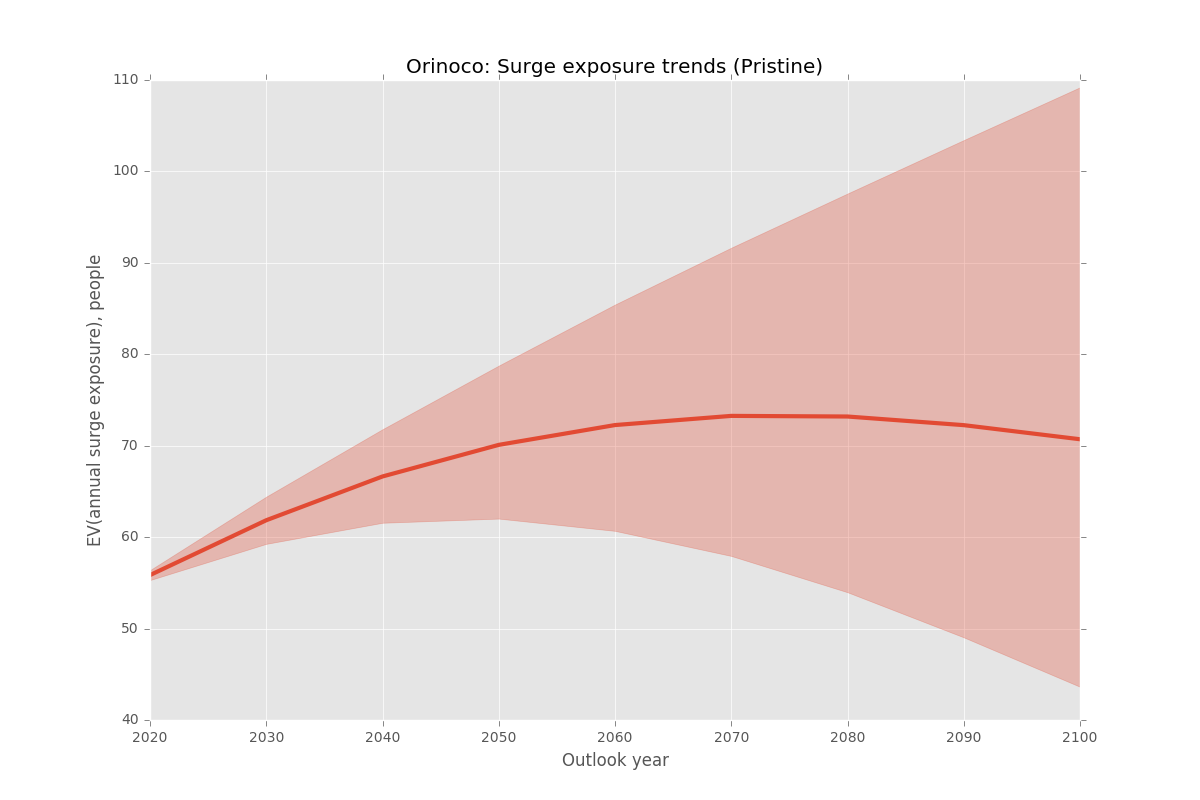 Orinoco: Surge exposure trends (Pristine)
EV(annual surge exposure), people
110
100
90
80
70
60
50
40
2020 2030 2040 2050 2060 2070 2080 2090 2100
Outlook year